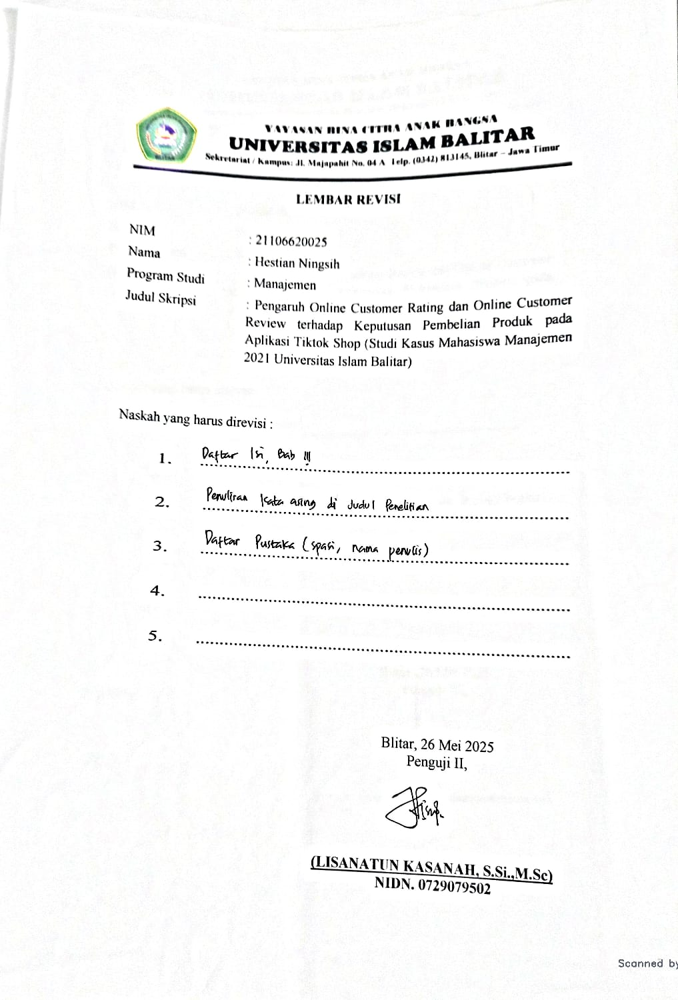 YAYASAN BINA CITRA ANAK BANGSA
UNIVERSITAS ISLAM BALITAR
Sekretariat / Kampus: Jl. Majapahit No. 04 A Telp. (0342) 813145, Blitar – Jawa Timur
LEMBAR REVISI
NIM : 21106620025
Nama : Hestian Ningsih
Program Studi : Manajemen
Judul Skripsi : Pengaruh Online Customer Rating dan Online Customer
Review terhadap Keputusan Pembelian Produk pada
Aplikasi Tiktok Shop (Studi Kasus Mahasiswa Manajemen
2021 Universitas Islam Balitar)
Naskah yang harus direvisi :
1. Daftar Isi, Bab III
2. Penulisan kata asing di Judul Penelitian
3. Daftar Pustaka (spasi, nama penulis)
4.
5.
Blitar, 26 Mei 2025
Penguji II,
(LISANATUN KASANAH, S.Si.,M.Sc)
NIDN. 0729079502
Scanned by